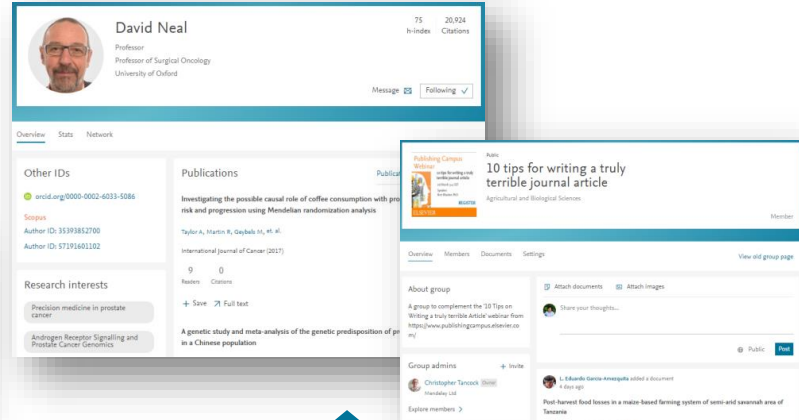 David Neal
Professor
Professor of Surgical Oncology
University of Oxford
75 20,924
h-index Citations
Message Following
Overview Stats Network
Other IDs
orcid.org/0000-0002-6033-5086
Scopus
Author ID: 35393852700
Author ID: 57191601102
Research interests
Precision medicine in prostate
cancer
Androgen Receptor Signalling and
Prostate Cancer Genomics
Publications
Investigating the possible causal role of coffee consumption with pro
risk and progression using Mendelian randomization analysis
Taylor A, Martin R, Geybels M, et. al.
International Journal of Cancer (2017)
9 0
Readers Citations
+ Save Full text
A genetic study and meta-analysis of the genetic predisposition of pr
in a Chinese population
Publishing Campus
Webinar
REGISTER
ELSEVIER
Public
10 tips for writing a truly
terrible journal article
Agricultural and Biological Sciences
Member
Overview Members Documents Settings
View old group page
About group
A group to complement the '10 Tips on
Writing a truly terrible Article' webinar from
https://www.publishingcampus.elsevier.co
m/
Group admins + Invite
Christopher Tancock Owner
Mendeley Ltd
Explore members
Attach documents Attach images
Share your thoughts...
Public Post
L. Eduardo Garcia-Amezquita added a document
4 days ago
Post-harvest food losses in a maize-based farming system of semi-arid savannah area of
Tanzania